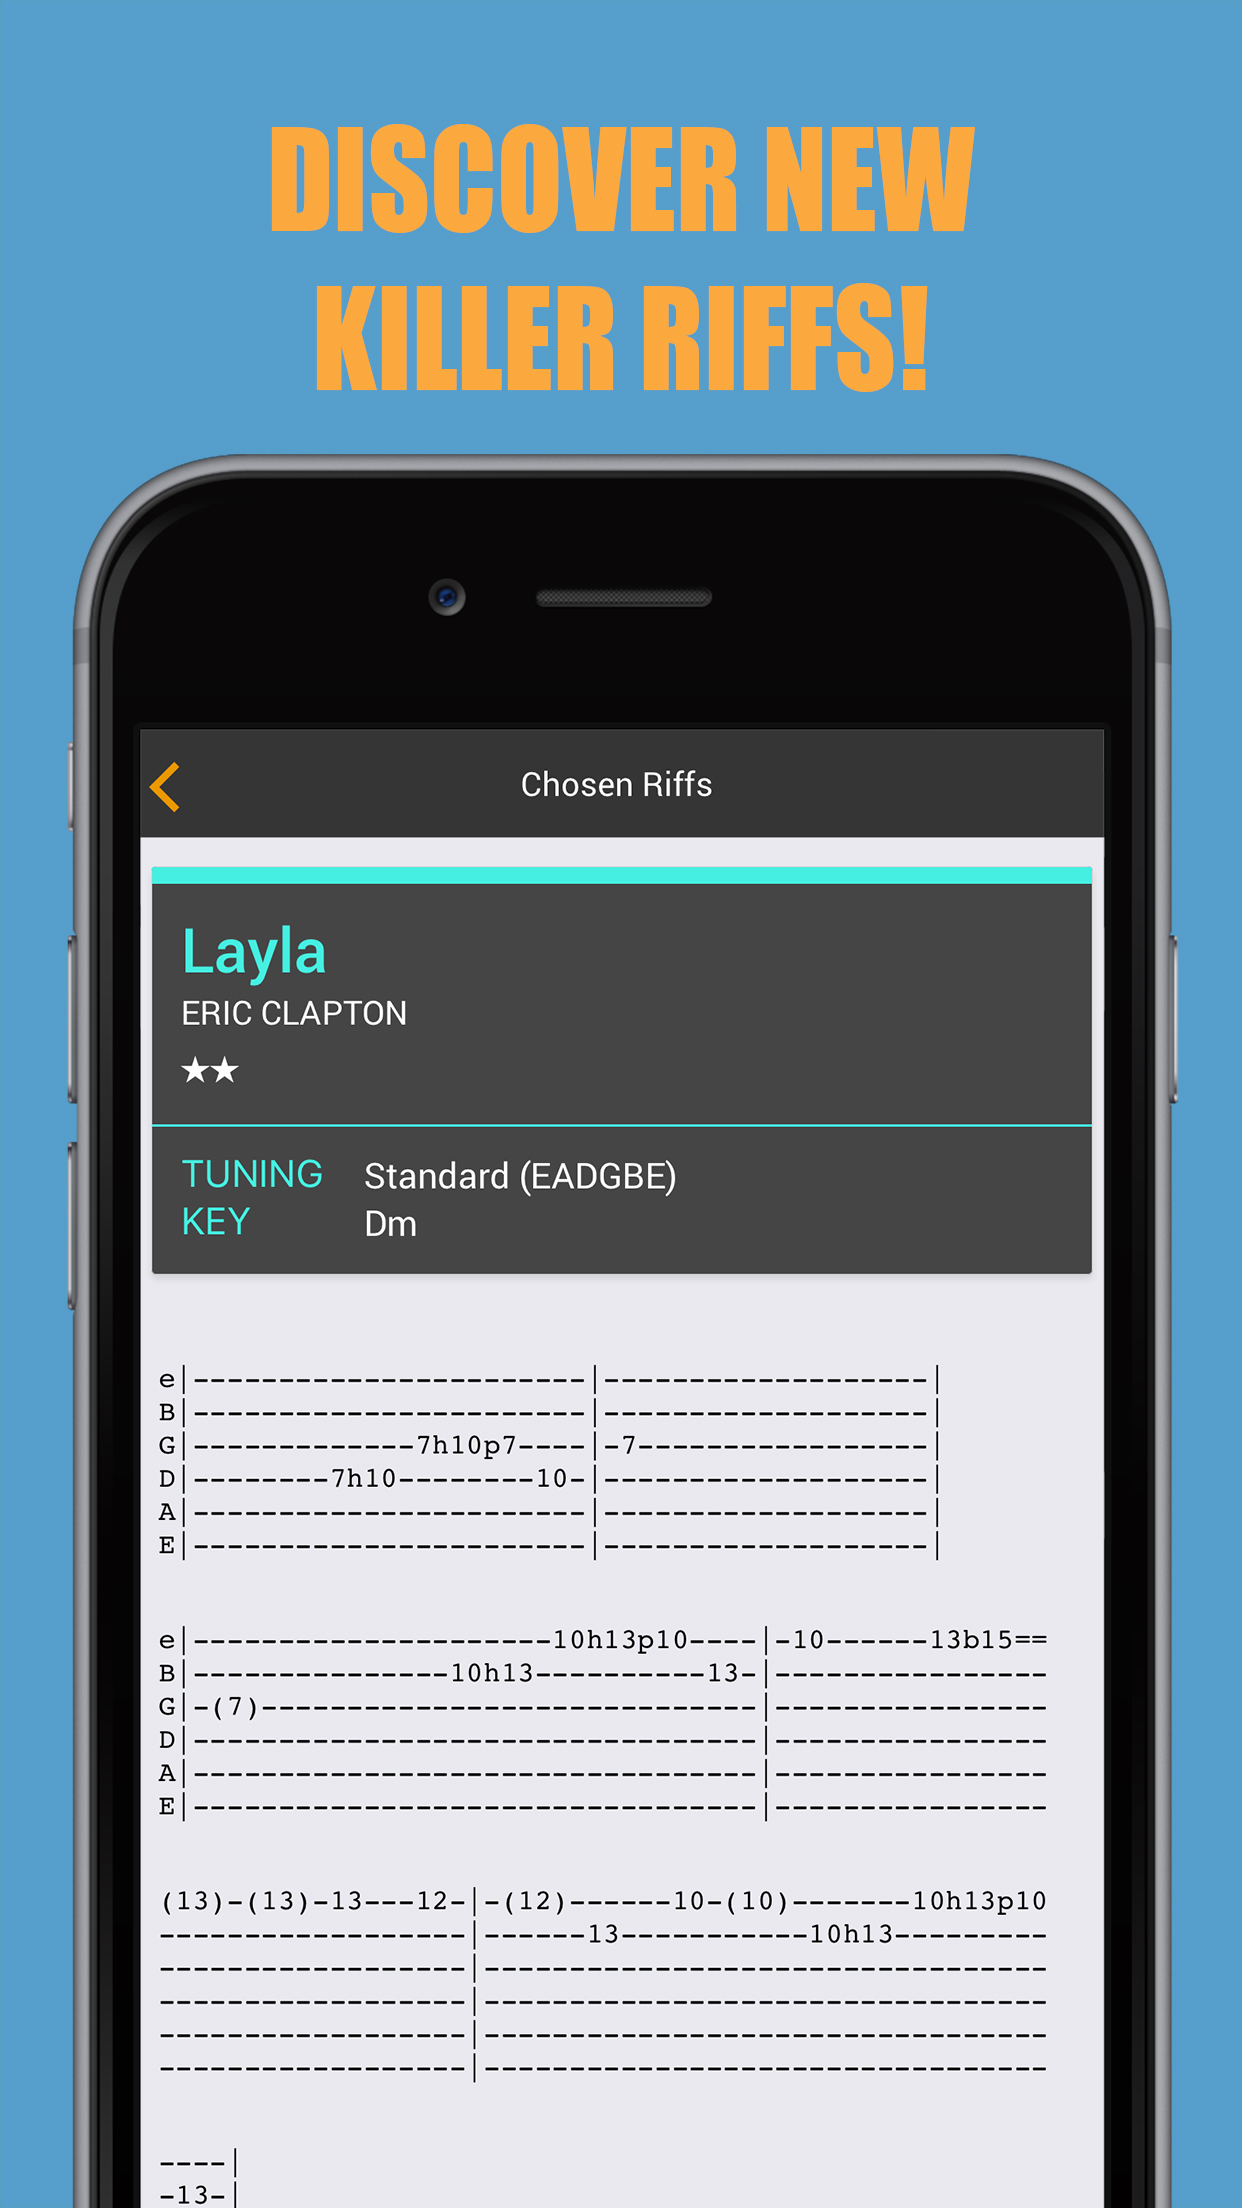 DISCOVER NEW
KILLER RIFFS!
Chosen Riffs
Layla
ERIC CLAPTON
★★
TUNING Standard (EADGBE)
KEY Dm
e|-----------------------|-------------------|
B|-----------------------|-------------------|
G|-------------7h10p7----|-7-----------------|
D|--------7h10--------10-|-------------------|
A|-----------------------|-------------------|
E|-----------------------|-------------------|
e|---------------------10h13p10----|-10------13b15==
B|---------------10h13----------13-|----------------
G|-(7)-----------------------------|----------------
D|---------------------------------|----------------
A|---------------------------------|----------------
E|---------------------------------|----------------
(13)-(13)-13---12-|-(12)------10-(10)-------10h13p10
------------------|------13-----------10h13---------
------------------|---------------------------------
------------------|---------------------------------
------------------|---------------------------------
------------------|---------------------------------
----|
-13-|